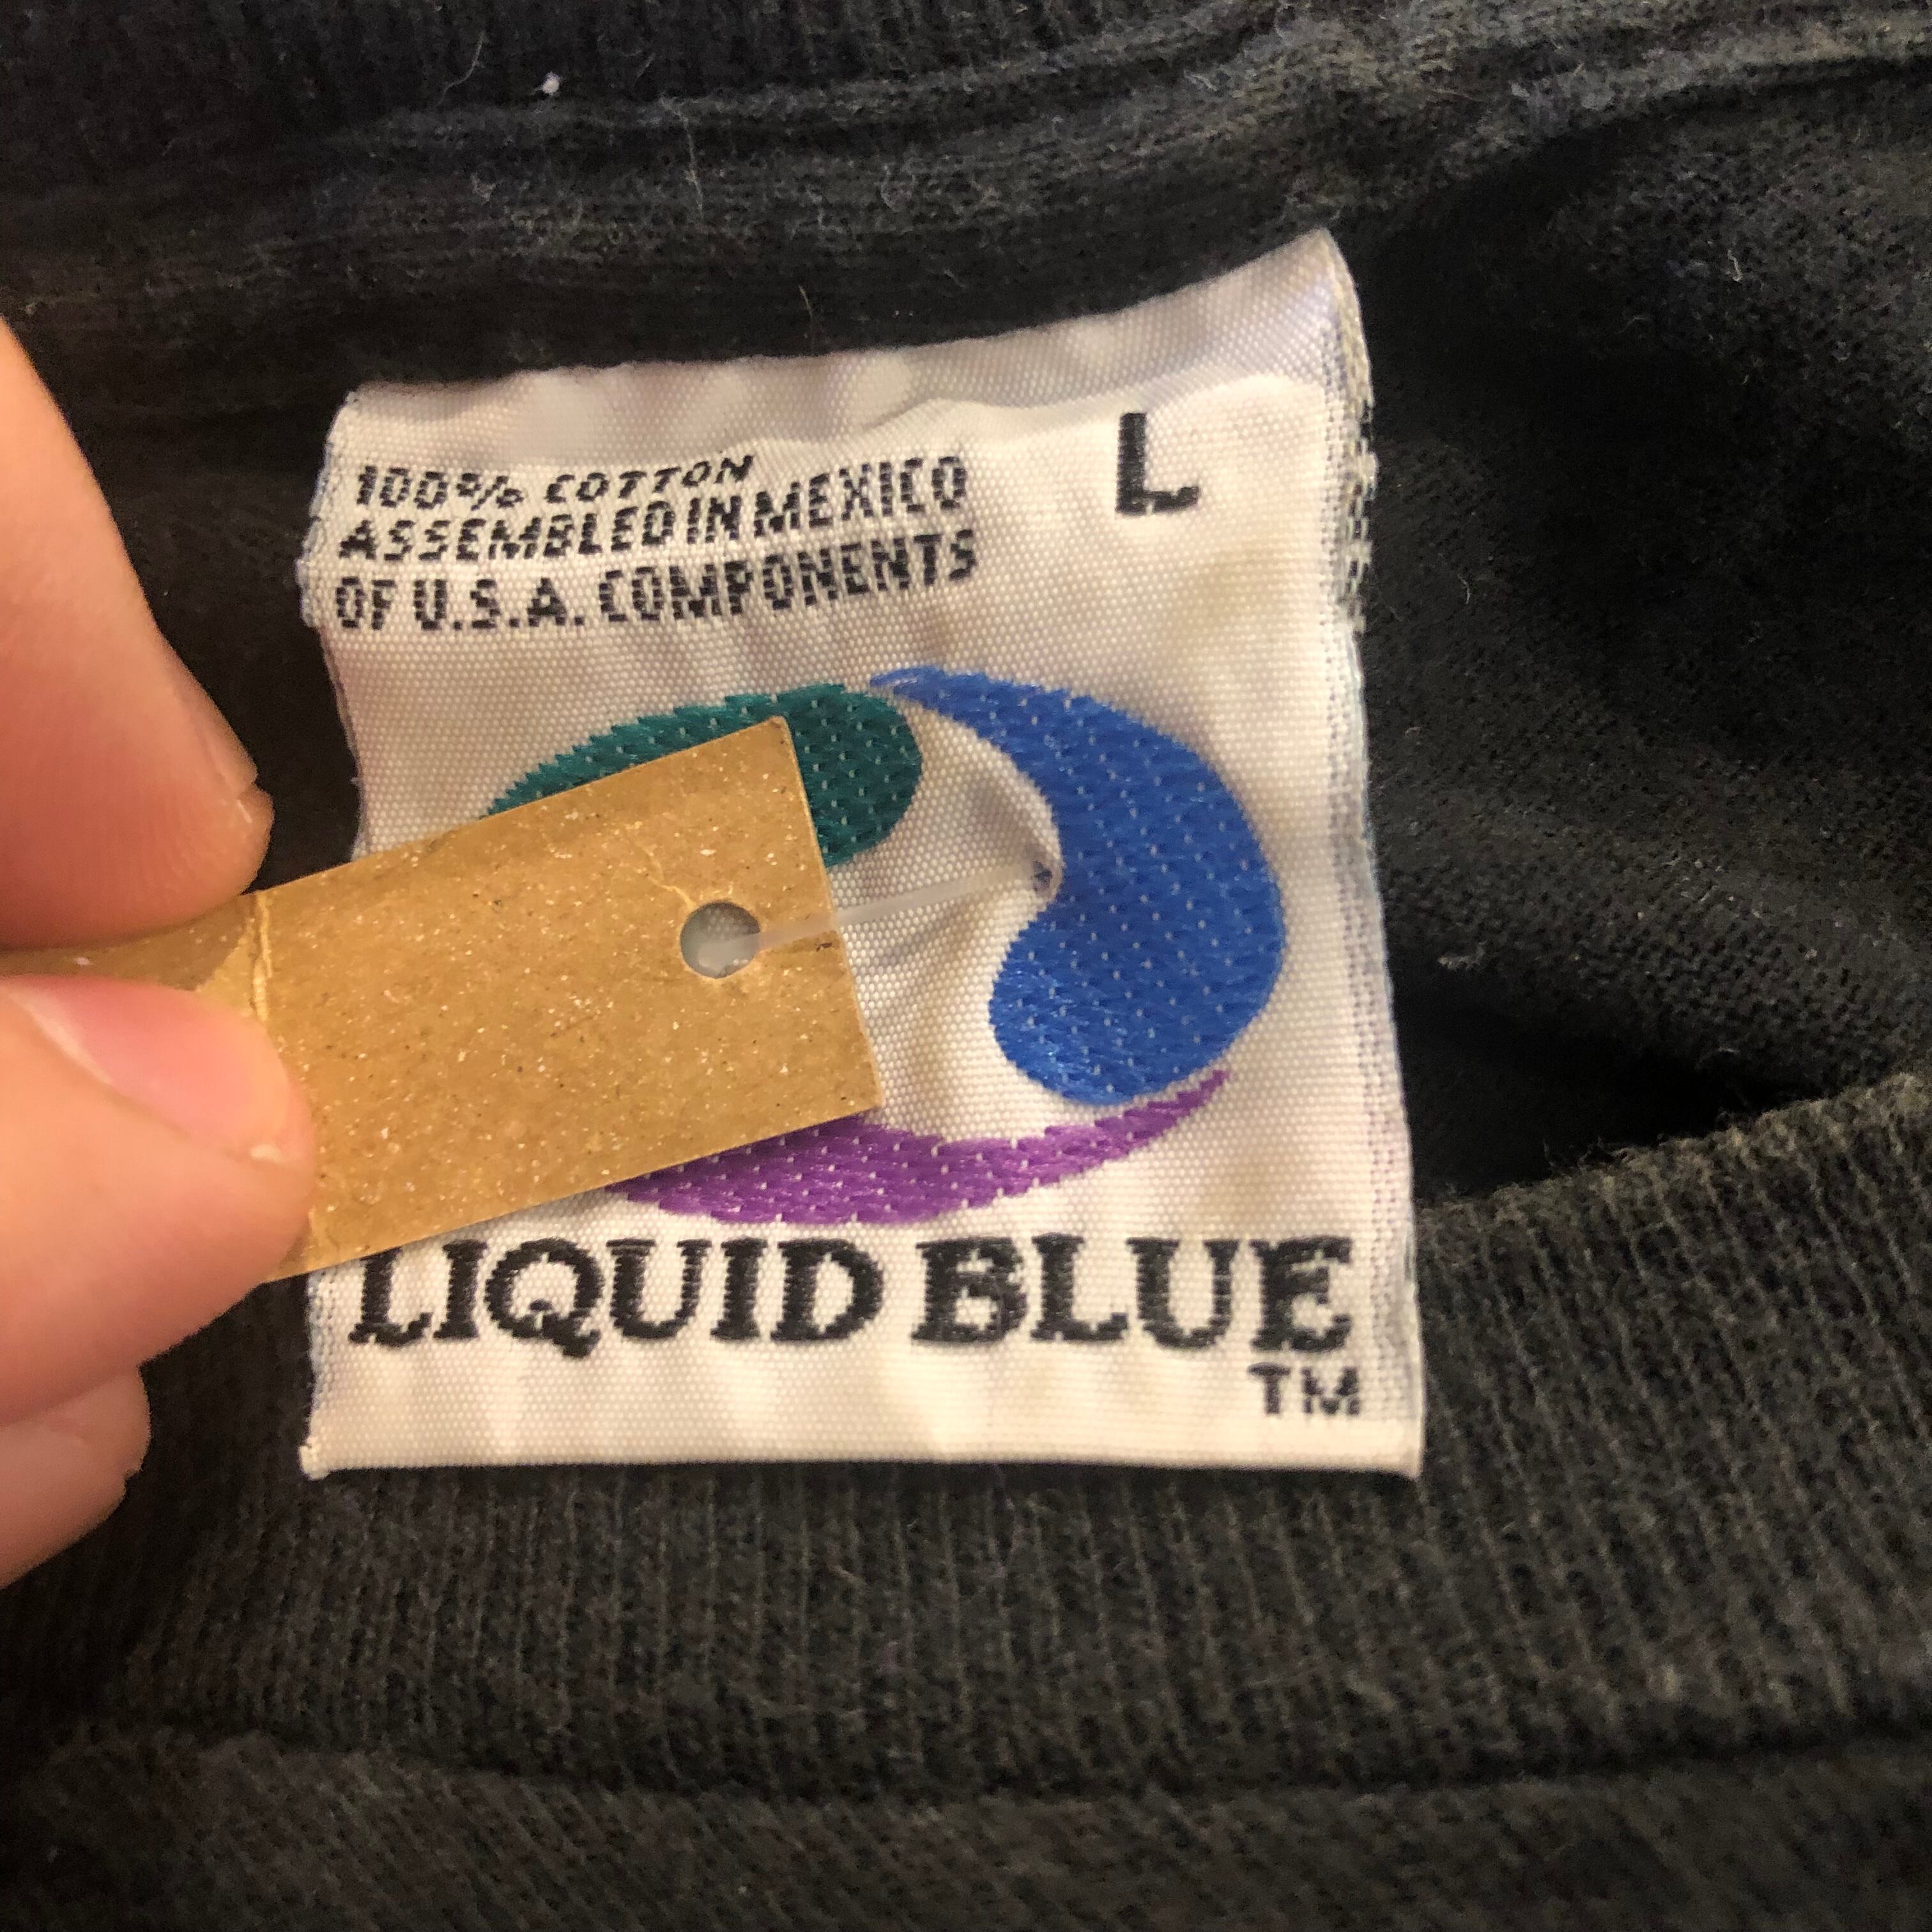 100% COTTON
ASSEMBLED IN MEXICO
OF U.S.A. COMPONENTS
L
LIQUID BLUE
TM